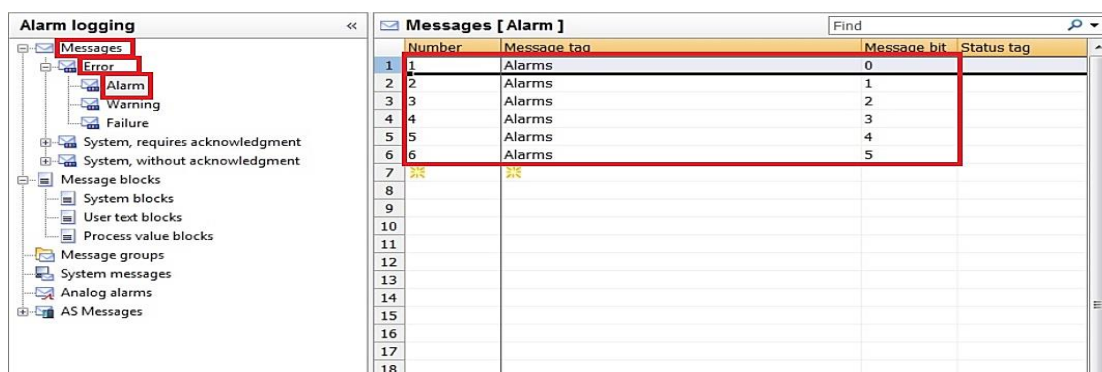 Alarm logging «
Messages
Error
Alarm
Warning
Failure
System, requires acknowledgment
System, without acknowledgment
Message blocks
System blocks
User text blocks
Process value blocks
Message groups
System messages
Analog alarms
AS Messages
Messages [ Alarm ] Find
Number Message tag Message bit Status tag
1 1 Alarms 0
2 2 Alarms 1
3 3 Alarms 2
4 4 Alarms 3
5 5 Alarms 4
6 6 Alarms 5
7
8
9
10
11
12
13
14
15
16
17
18